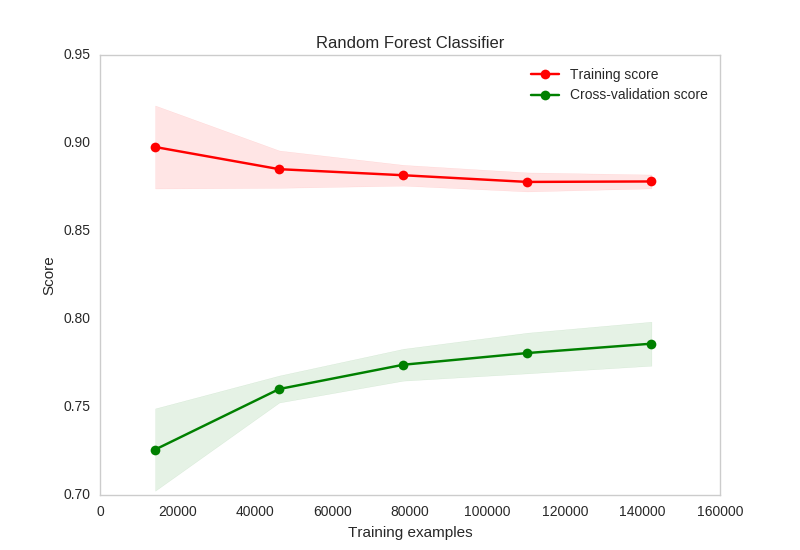 Random Forest Classifier
Training score
Cross-validation score
0.95
0.90
0.85
0.80
0.75
0.70
Score
0 20000 40000 60000 80000 100000 120000 140000 160000
Training examples